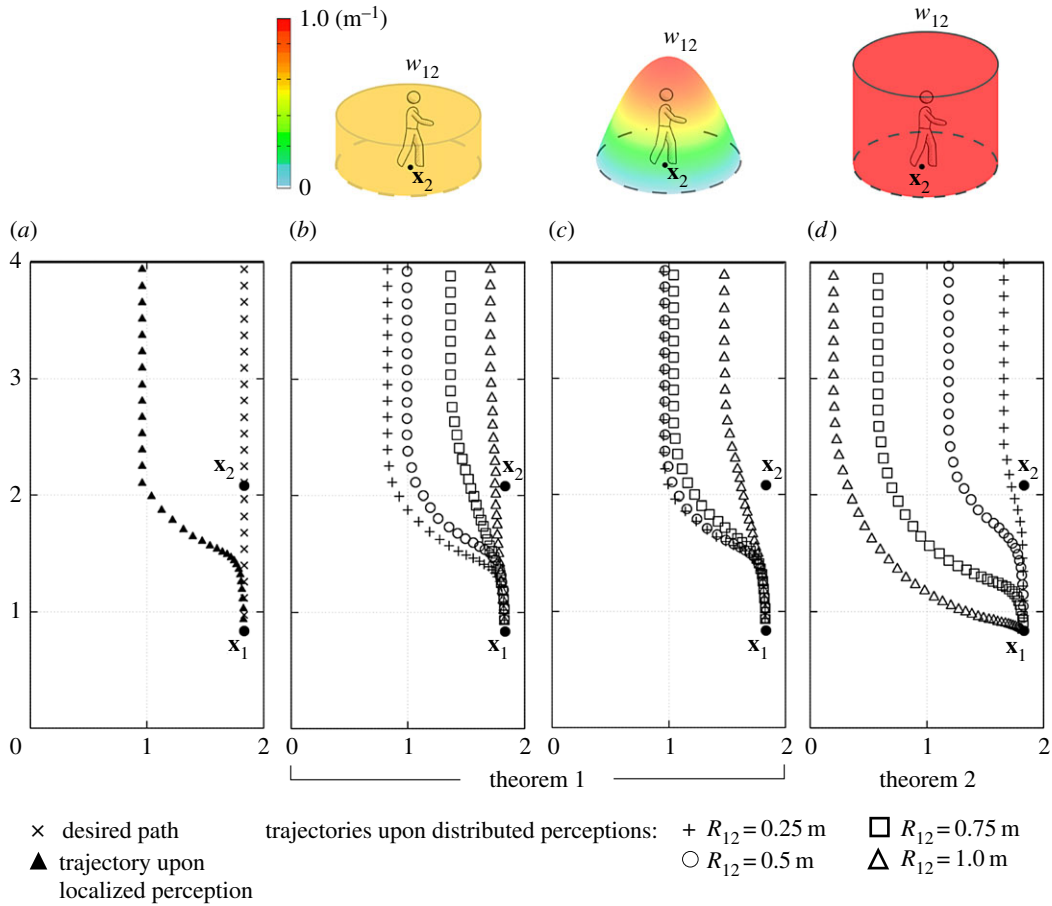 1.0 (m⁻¹)
0
w₁₂
x₂
w₁₂
x₂
w₁₂
x₂
(a)
(b)
(c)
(d)
4
3
2
1
0 1 2
x₂
x₁
0 1 2
x₂
x₁
0 1 2
x₂
x₁
0 1 2
x₂
x₁
theorem 1
theorem 2
× desired path
▲ trajectory upon
localized perception
trajectories upon distributed perceptions:
+ R₁₂ = 0.25 m
○ R₁₂ = 0.5 m
□ R₁₂ = 0.75 m
△ R₁₂ = 1.0 m